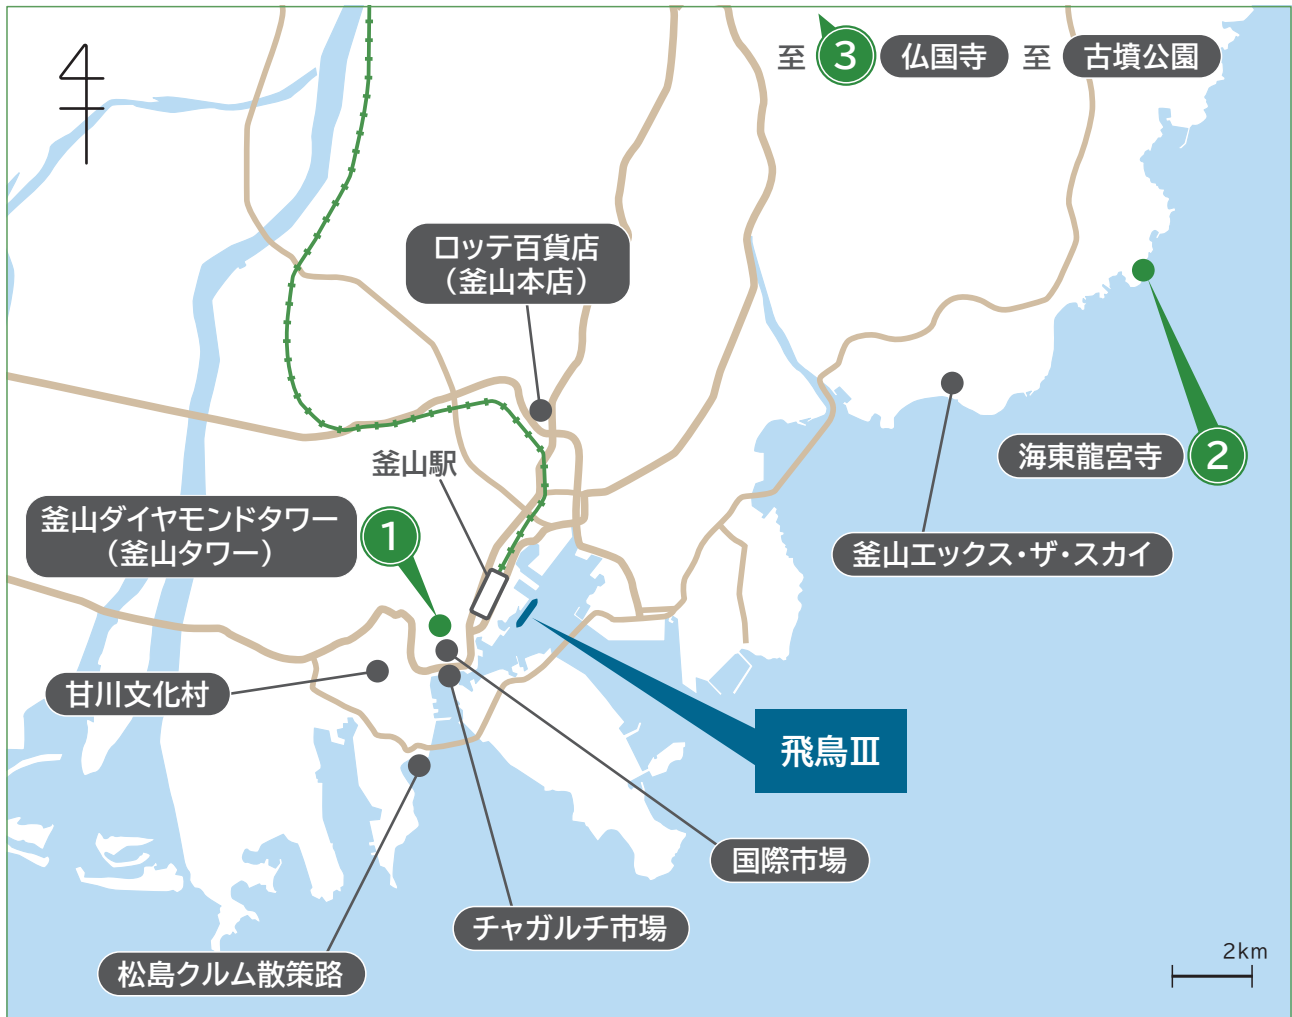 至 3 仏国寺 至 古墳公園
ロッテ百貨店
（釜山本店）
釜山駅
海東龍宮寺 2
釜山ダイヤモンドタワー
（釜山タワー）
1
釜山エックス・ザ・スカイ
甘川文化村
飛鳥Ⅲ
国際市場
チャガルチ市場
松島クルム散策路
2km